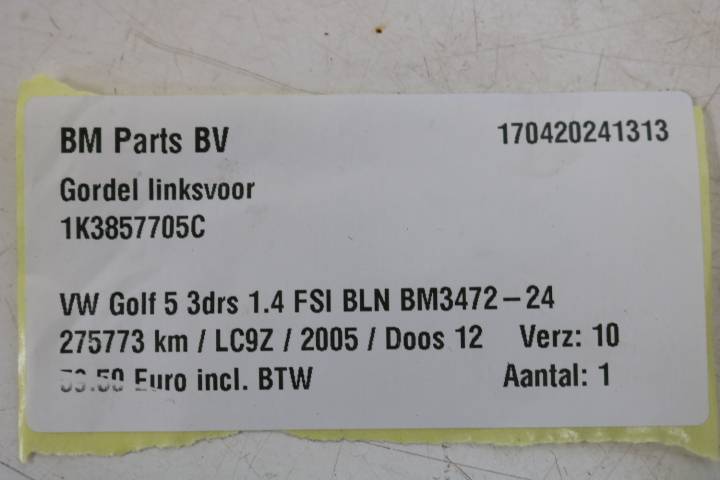 BM Parts BV 170420241313
Gordel linksvoor
1K3857705C
VW Golf 5 3drs 1.4 FSI BLN BM3472-24
275773 km / LC9Z / 2005 / Doos 12 Verz: 10
Euro incl. BTW Aantal: 1